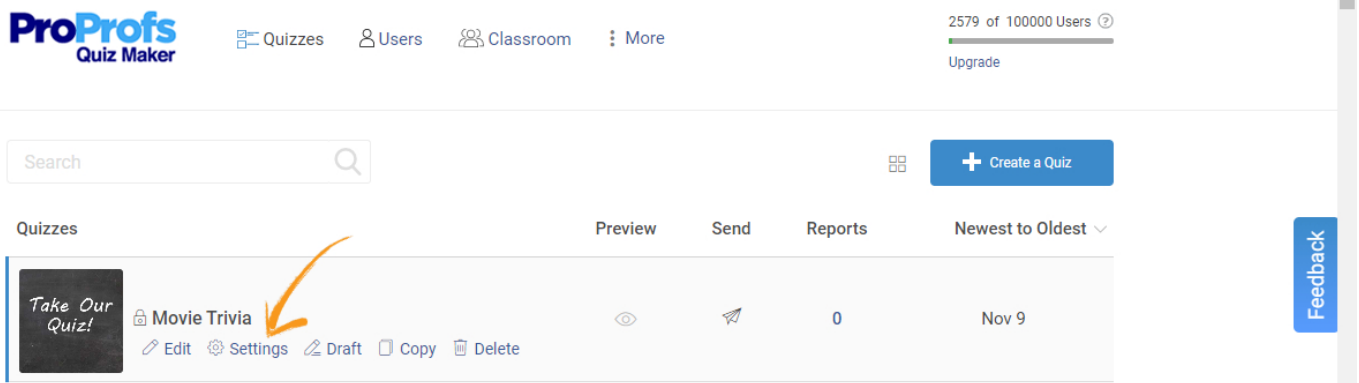 ProProfs
Quiz Maker
Quizzes Users Classroom More
2579 of 100000 Users ?
Upgrade
Search
Create a Quiz
Quizzes Preview Send Reports Newest to Oldest
Take Our
Quiz!
Movie Trivia 0 Nov 9
Edit Settings Draft Copy Delete
Feedback